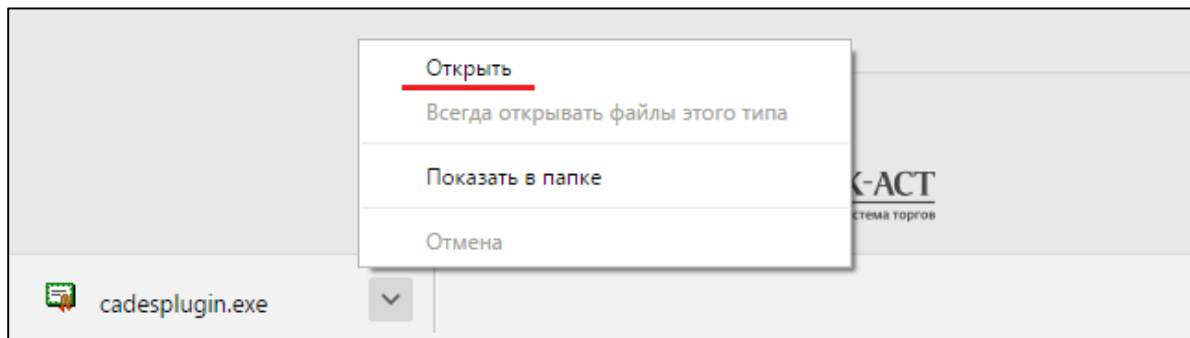 Открыть
Всегда открывать файлы этого типа
Показать в папке
К-АСТ
стема торгов
Отмена
cadesplugin.exe